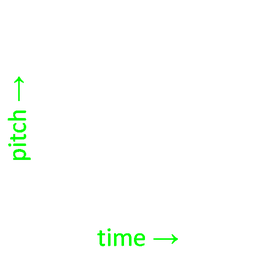 pitch →
time →